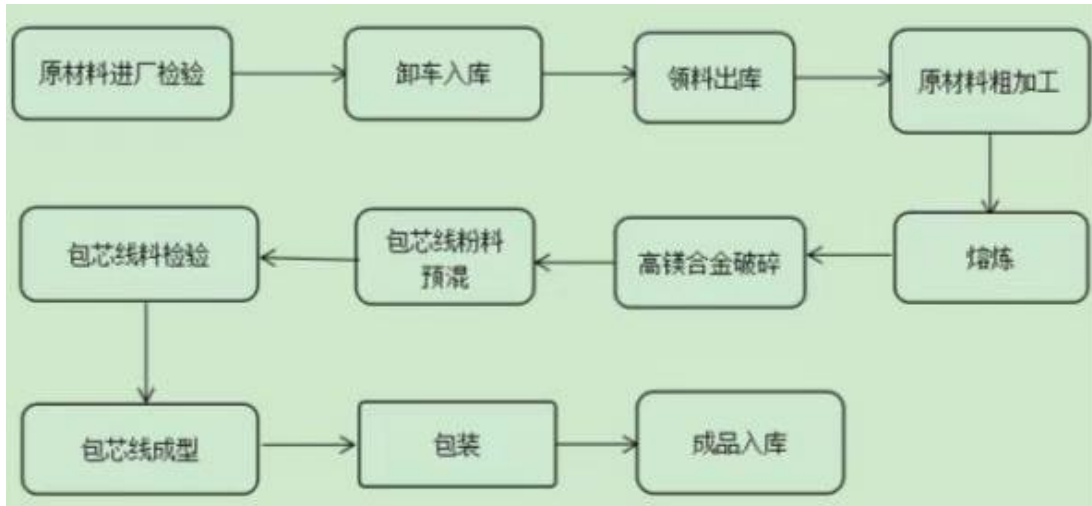 原材料进厂检验
卸车入库
领料出库
原材料粗加工
熔炼
高镁合金破碎
包芯线粉料
预混
包芯线料检验
包芯线成型
包装
成品入库